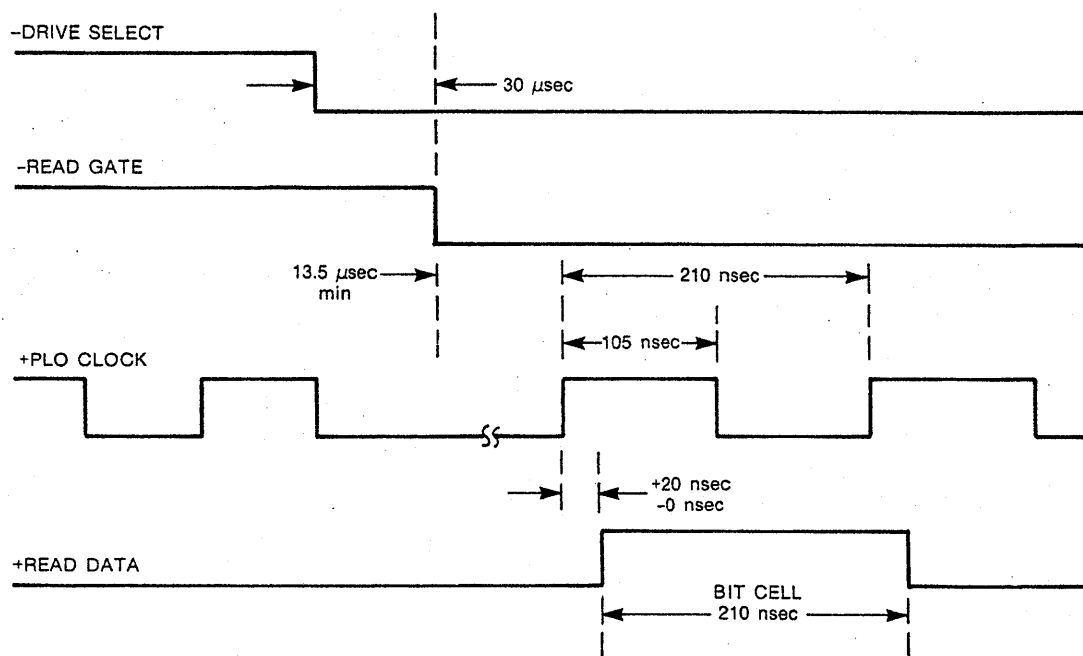 –DRIVE SELECT
30 μsec
–READ GATE
13.5 μsec
min
210 nsec
105 nsec
+PLO CLOCK
+20 nsec
–0 nsec
+READ DATA
BIT CELL
210 nsec